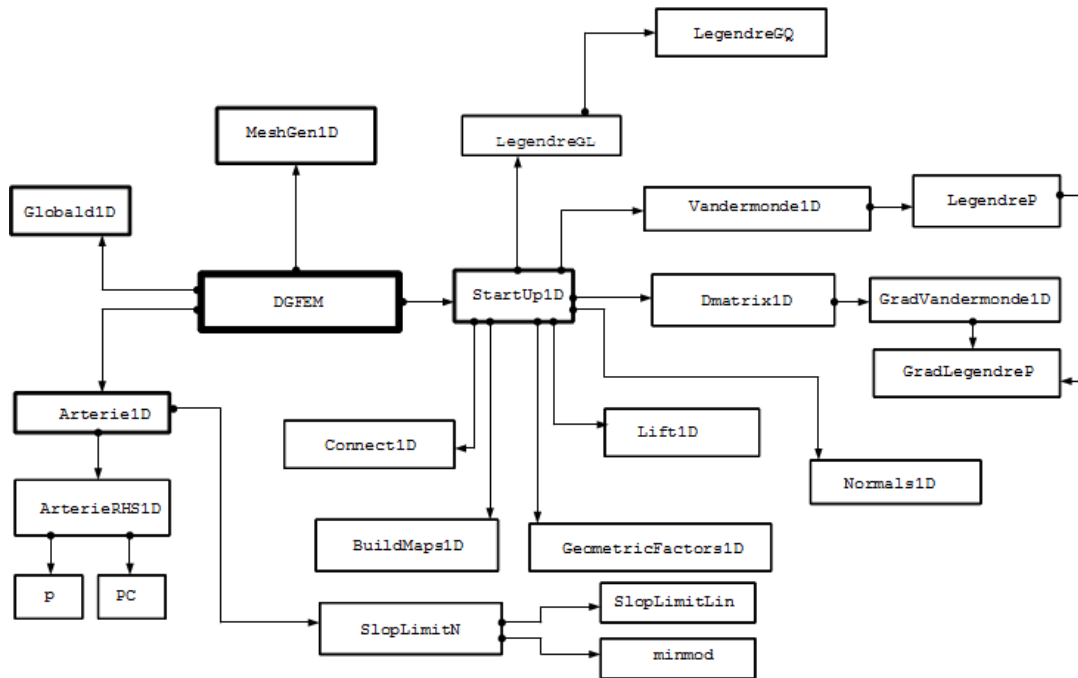 LegendreGQ
MeshGen1D
LegendreGL
Globald1D
Vandermonde1D
LegendreP
DGFEM
StartUp1D
Dmatrix1D
GradVandermonde1D
GradLegendreP
Arterie1D
Connect1D
Lift1D
Normals1D
ArterieRHS1D
BuildMaps1D
GeometricFactors1D
p
PC
SlopLimitN
SlopLimitLin
minmod